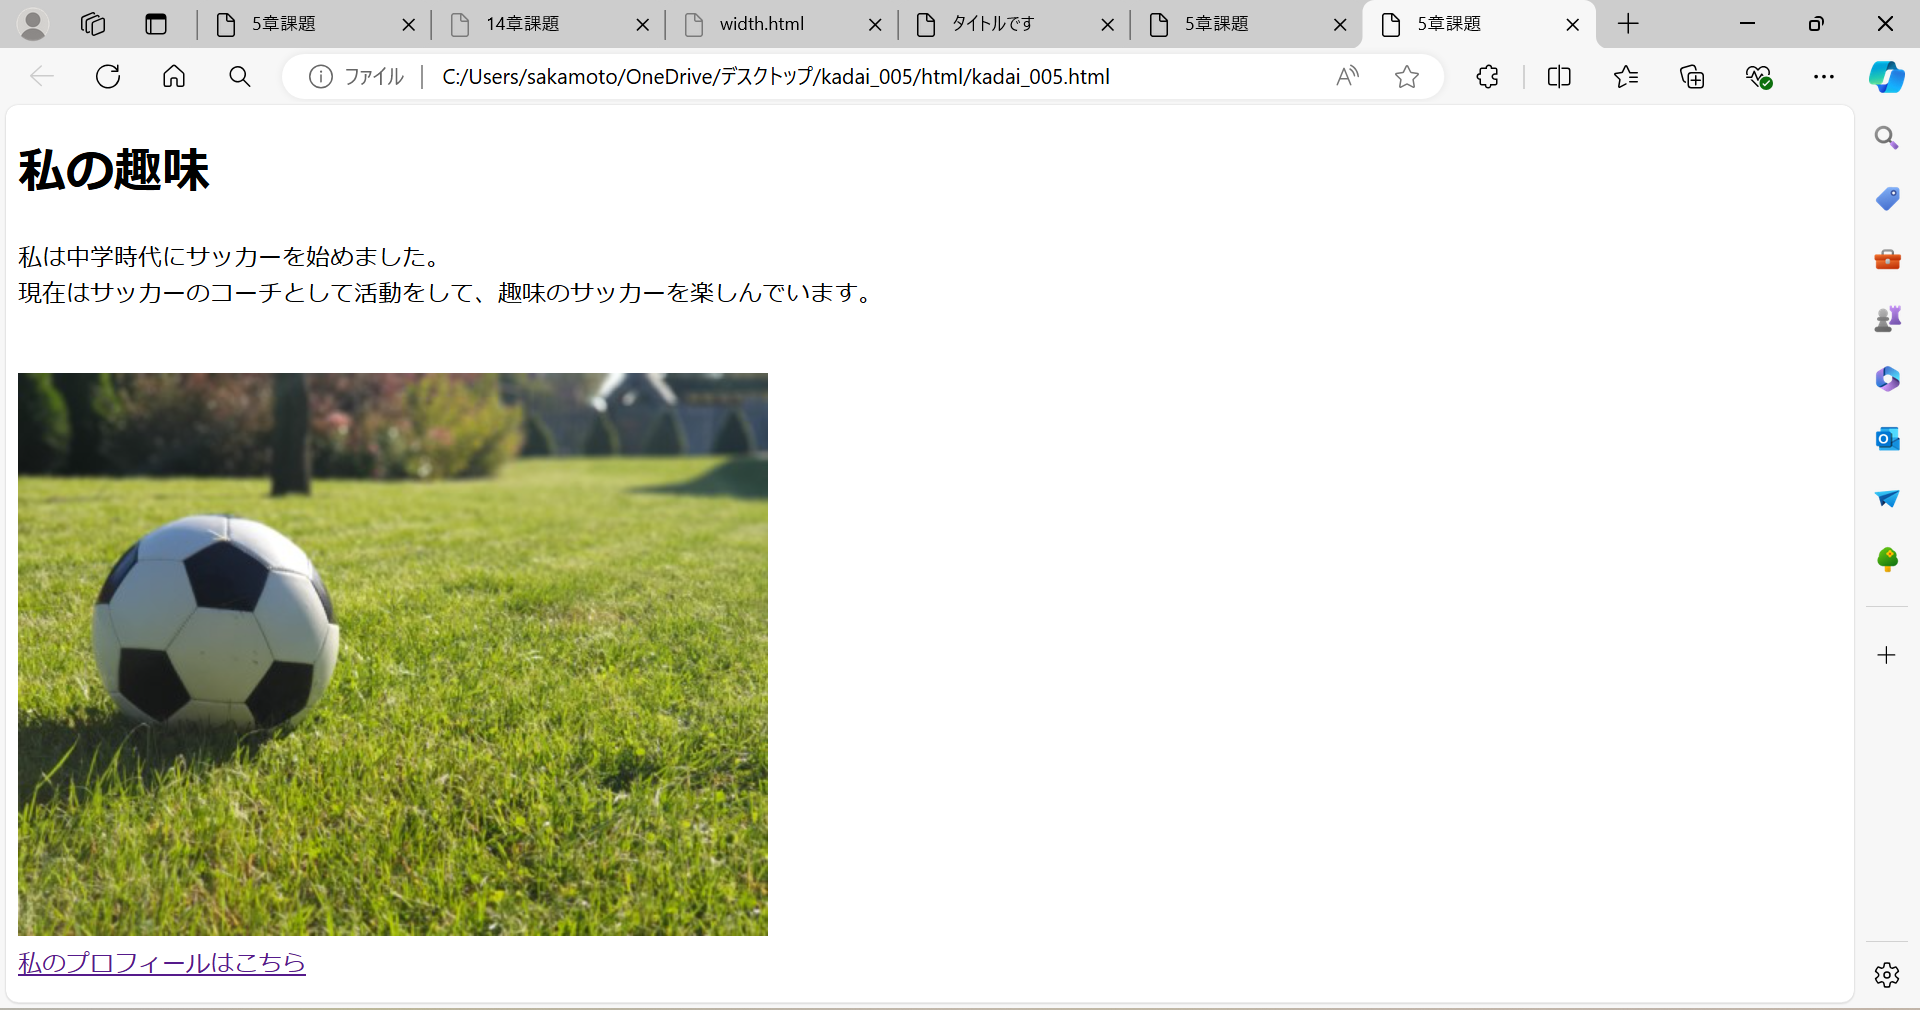 5章課題
14章課題
width.html
タイトルです
5章課題
5章課題
ファイル
C:/Users/sakamoto/OneDrive/デスクトップ/kadai_005/html/kadai_005.html
私の趣味
私は中学時代にサッカーを始めました。
現在はサッカーのコーチとして活動をして、趣味のサッカーを楽しんでいます。
私のプロフィールはこちら